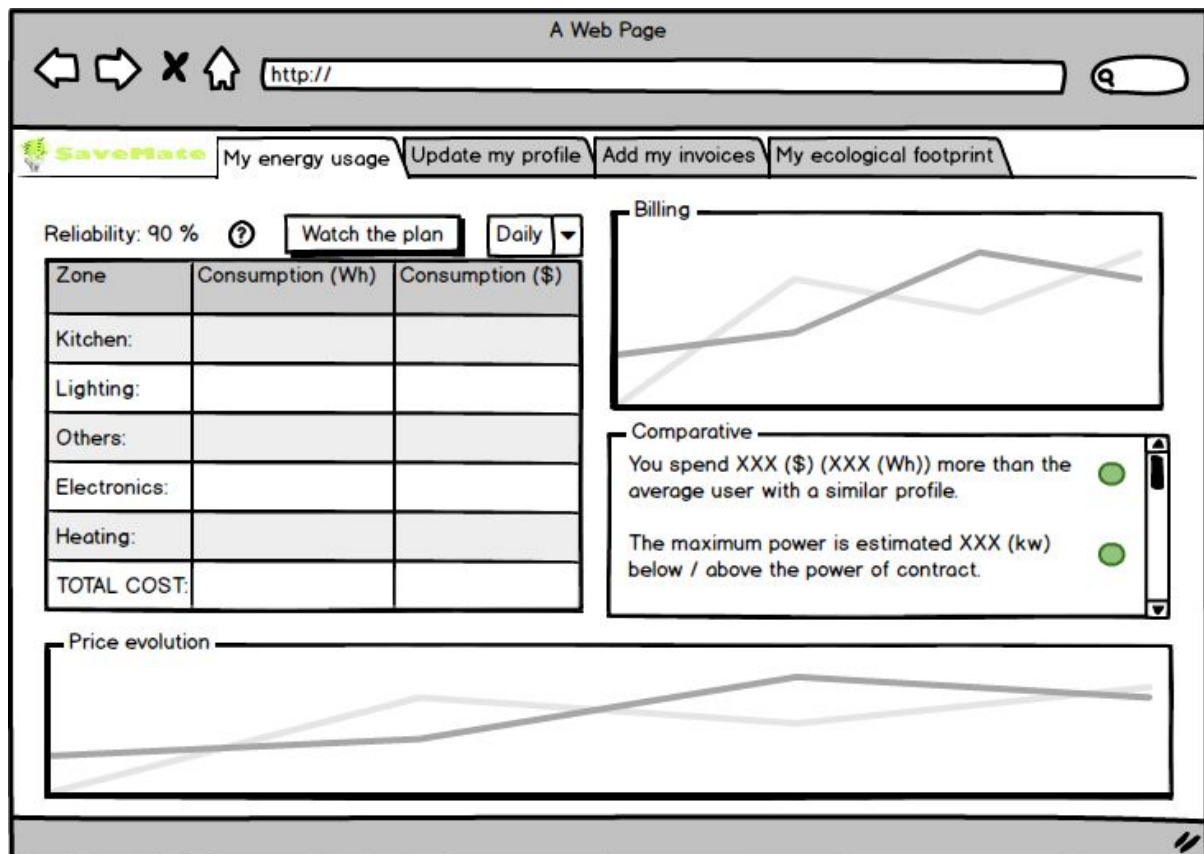 A Web Page
http://
SaveMate
My energy usage
Update my profile
Add my invoices
My ecological footprint
Reliability: 90 %
?
Watch the plan
Daily
Zone
Consumption (Wh)
Consumption ($)
Kitchen:
Lighting:
Others:
Electronics:
Heating:
TOTAL COST:
Billing
Comparative
You spend XXX ($) (XXX (Wh)) more than the
average user with a similar profile.
The maximum power is estimated XXX (kw)
below / above the power of contract.
Price evolution